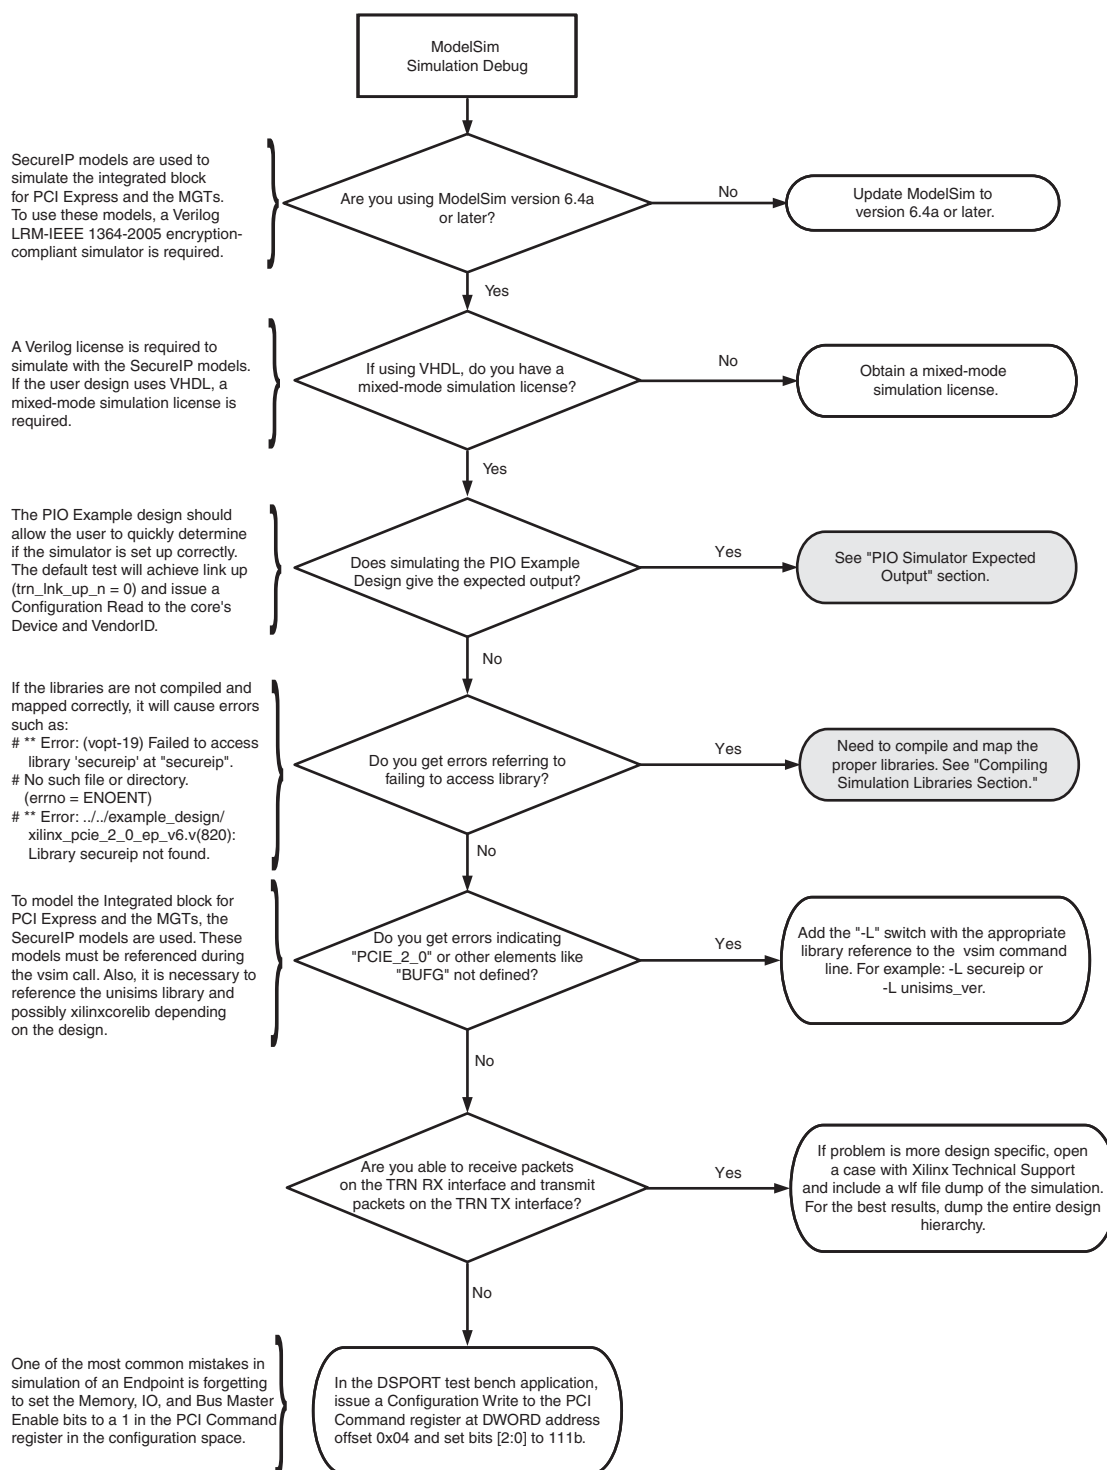 ModelSim
Simulation Debug
SecureIP models are used to
simulate the integrated block
for PCI Express and the MGTs.
To use these models, a Verilog
LRM-IEEE 1364-2005 encryption-
compliant simulator is required.
Are you using ModelSim version 6.4a
or later?
No
Update ModelSim to
version 6.4a or later.
Yes
A Verilog license is required to
simulate with the SecureIP models.
If the user design uses VHDL, a
mixed-mode simulation license is
required.
If using VHDL, do you have a
mixed-mode simulation license?
No
Obtain a mixed-mode
simulation license.
Yes
The PIO Example design should
allow the user to quickly determine
if the simulator is set up correctly.
The default test will achieve link up
(trn_lnk_up_n = 0) and issue a
Configuration Read to the core's
Device and VendorID.
Does simulating the PIO Example
Design give the expected output?
Yes
See "PIO Simulator Expected
Output" section.
No
If the libraries are not compiled and
mapped correctly, it will cause errors
such as:
# ** Error: (vopt-19) Failed to access
library 'secureip' at "secureip".
# No such file or directory.
(errno = ENOENT)
# ** Error: ../../example_design/
xilinx_pcie_2_0_ep_v6.v(820):
Library secureip not found.
Do you get errors referring to
failing to access library?
Yes
Need to compile and map the
proper libraries. See "Compiling
Simulation Libraries Section."
No
To model the Integrated block for
PCI Express and the MGTs, the
SecureIP models are used. These
models must be referenced during
the vsim call. Also, it is necessary to
reference the unisims library and
possibly xilinxcorelib depending
on the design.
Do you get errors indicating
"PCIE_2_0" or other elements like
"BUFG" not defined?
Yes
Add the "-L" switch with the appropriate
library reference to the vsim command
line. For example: -L secureip or
-L unisims_ver.
No
Are you able to receive packets
on the TRN RX interface and transmit
packets on the TRN TX interface?
Yes
If problem is more design specific, open
a case with Xilinx Technical Support
and include a wlf file dump of the simulation.
For the best results, dump the entire design
hierarchy.
No
One of the most common mistakes in
simulation of an Endpoint is forgetting
to set the Memory, IO, and Bus Master
Enable bits to a 1 in the PCI Command
register in the configuration space.
In the DSPORT test bench application,
issue a Configuration Write to the PCI
Command register at DWORD address
offset 0x04 and set bits [2:0] to 111b.